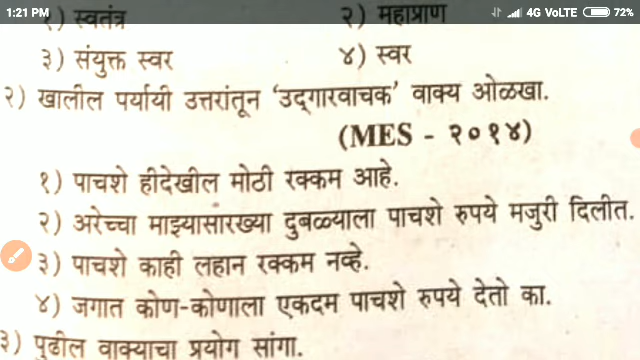 1:21 PM 4G VoLTE 72%
१) स्वतंत्र २) महाप्राण
३) संयुक्त स्वर ४) स्वर
२) खालील पर्यायी उत्तरांतून ‘उद्‌गारवाचक’ वाक्य ओळखा.
(MES - २०१४)
१) पाचशे हीदेखील मोठी रक्कम आहे.
२) अरेच्चा माझ्यासारख्या दुबळ्याला पाचशे रुपये मजुरी दिलीत.
३) पाचशे काही लहान रक्कम नव्हे.
४) जगात कोण-कोणाला एकदम पाचशे रुपये देतो का.
३) पुढील वाक्याचा प्रयोग सांगा.